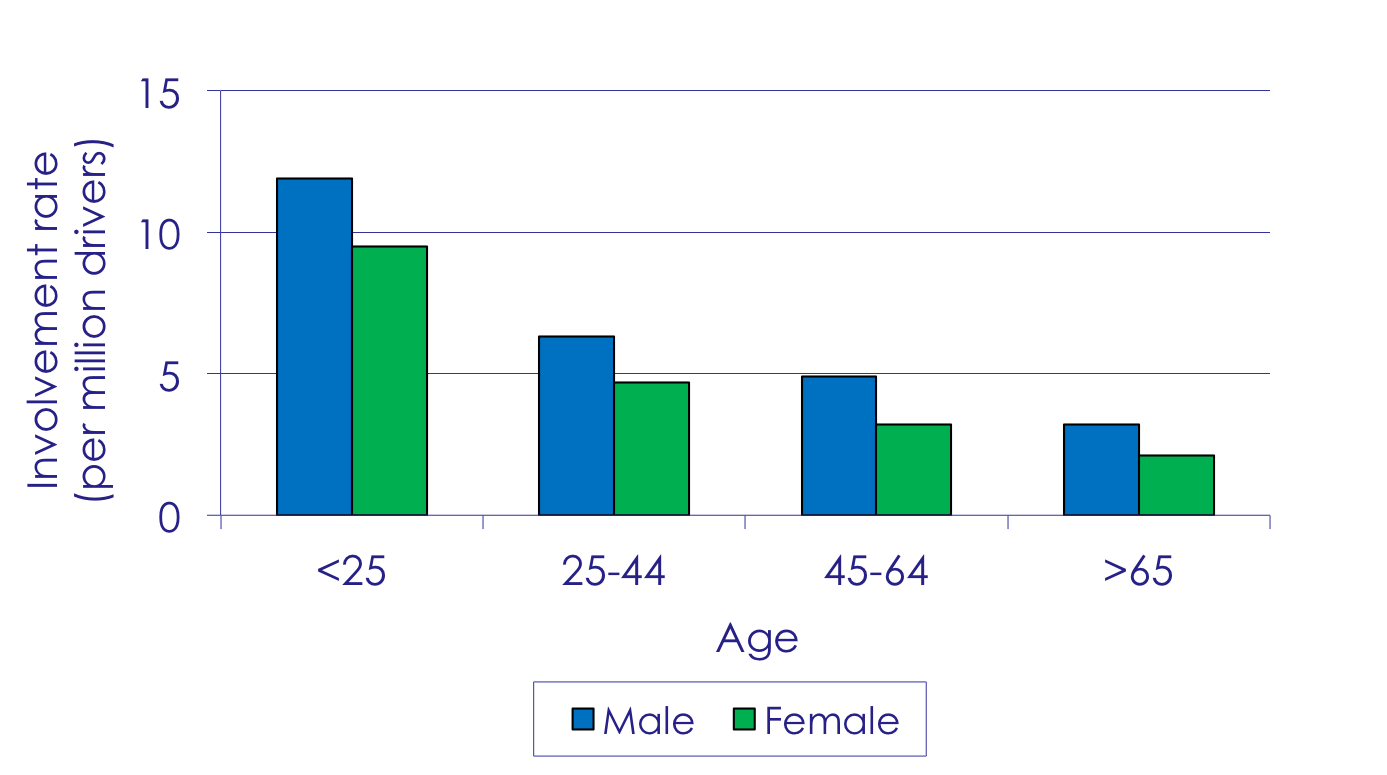 15
10
5
0
Involvement rate
(per million drivers)
<25
25-44
45-64
>65
Age
Male
Female